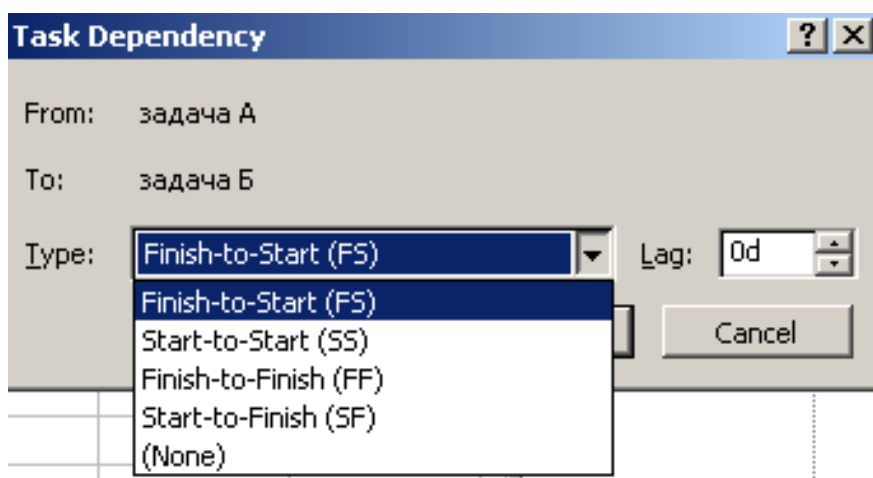 Task Dependency
From: задача А
To: задача Б
Type: Finish-to-Start (FS) Lag: 0d
Finish-to-Start (FS)
Start-to-Start (SS)
Cancel
Finish-to-Finish (FF)
Start-to-Finish (SF)
(None)